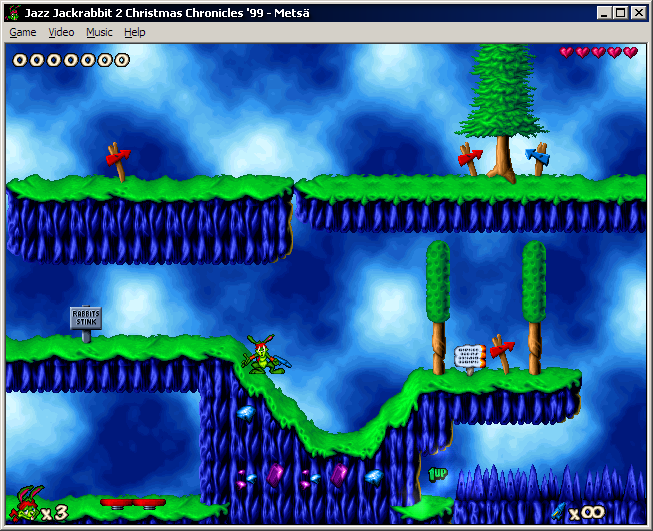 Jazz Jackrabbit 2 Christmas Chronicles '99 - Metsä
Game Video Music Help
0000000
RABBITS
STINK
1UP
x3
x∞